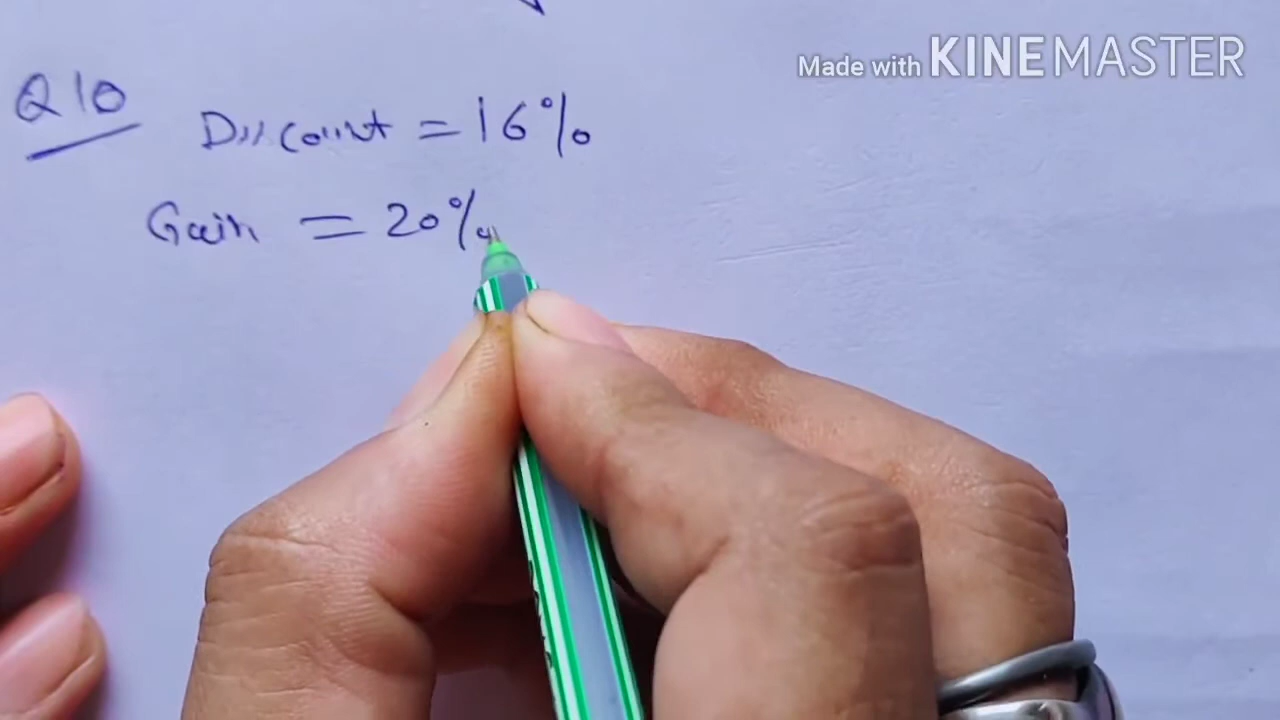 Made with KINEMASTER
Q10
Discount = 16%
Gain = 20%